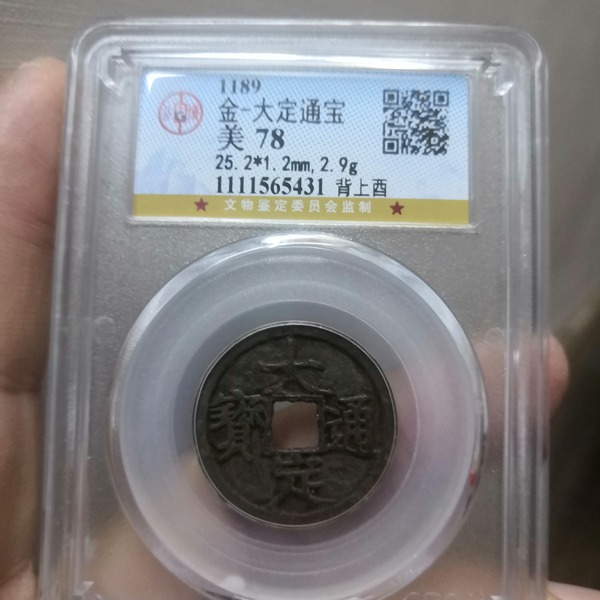 1189
金-大定通宝
美 78
25.2*1.2mm,2.9g
1111565431 背上酉
★ 文物鉴定委员会监制 ★
大定通寶